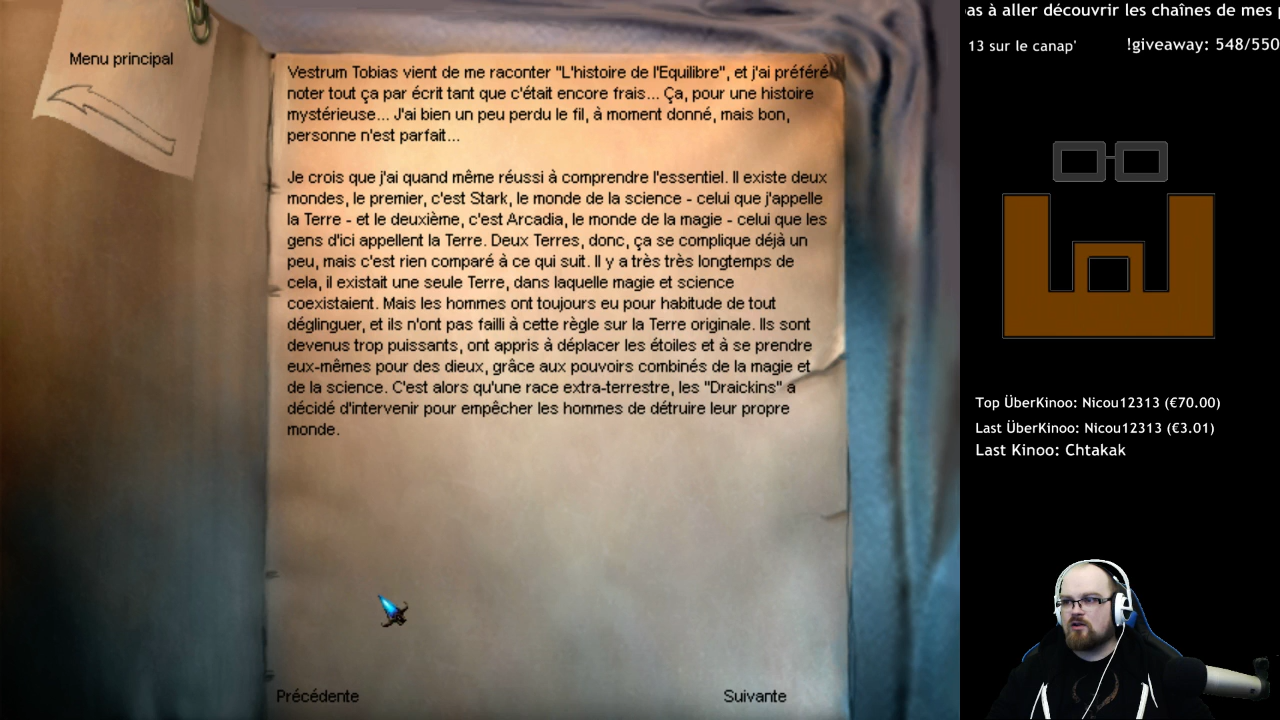 Menu principal
Vestrum Tobias vient de me raconter "L'histoire de l'Equilibre", et j'ai préféré
noter tout ça par écrit tant que c'était encore frais... Ça, pour une histoire
mystérieuse... J'ai bien un peu perdu le fil, à moment donné, mais bon,
personne n'est parfait...
Je crois que j'ai quand même réussi à comprendre l'essentiel. Il existe deux
mondes, le premier, c'est Stark, le monde de la science - celui que j'appelle
la Terre - et le deuxième, c'est Arcadia, le monde de la magie - celui que les
gens d'ici appellent la Terre. Deux Terres, donc, ça se complique déjà un
peu, mais c'est rien comparé à ce qui suit. Il y a très très longtemps de
cela, il existait une seule Terre, dans laquelle magie et science
coexistaient. Mais les hommes ont toujours eu pour habitude de tout
déglinguer, et ils n'ont pas failli à cette règle sur la Terre originale. Ils sont
devenus trop puissants, ont appris à déplacer les étoiles et à se prendre
eux-mêmes pour des dieux, grâce aux pouvoirs combinés de la magie et
de la science. C'est alors qu'une race extra-terrestre, les "Draickins" a
décidé d'intervenir pour empêcher les hommes de détruire leur propre
monde.
Précédente
Suivante
as à aller découvrir les chaînes de mes
13 sur le canap'
!giveaway: 548/550
Top ÜberKinoo: Nicou12313 (€70.00)
Last ÜberKinoo: Nicou12313 (€3.01)
Last Kinoo: Chtakak